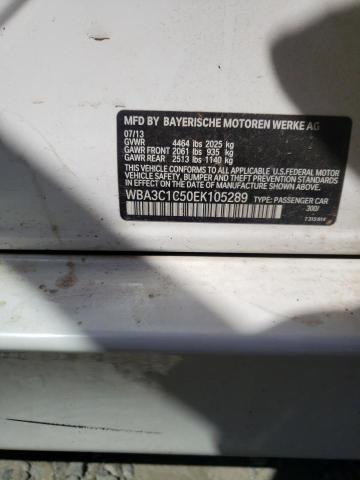 MFD BY BAYERISCHE MOTOREN WERKE AG
07/13
GVWR 4464 lbs 2025 kg
GAWR FRONT 2061 lbs 935 kg
GAWR REAR 2513 lbs 1140 kg
THIS VEHICLE CONFORMS TO ALL APPLICABLE U.S. FEDERAL MOTOR
VEHICLE SAFETY, BUMPER AND THEFT PREVENTION STANDARDS IN
EFFECT ON THE DATE OF MANUFACTURE SHOWN ABOVE.
WBA3C1C50EK105289 TYPE: PASSENGER CAR
300/